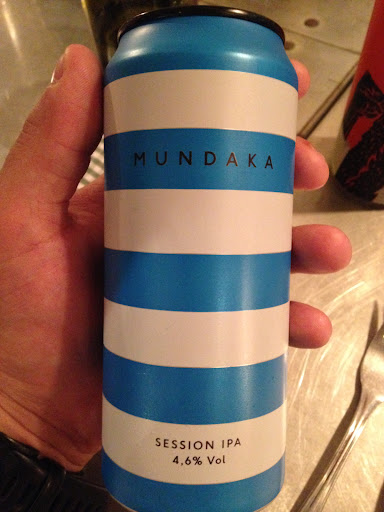 MUNDAKA
SESSION IPA
4,6% Vol